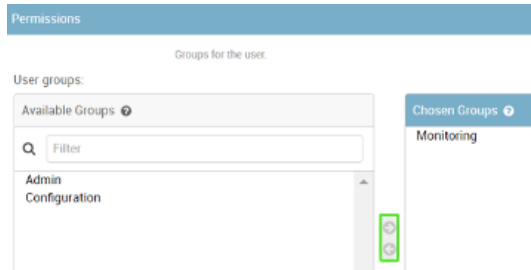 Permissions
Groups for the user.
User groups:
Available Groups
Filter
Admin
Configuration
Chosen Groups
Monitoring